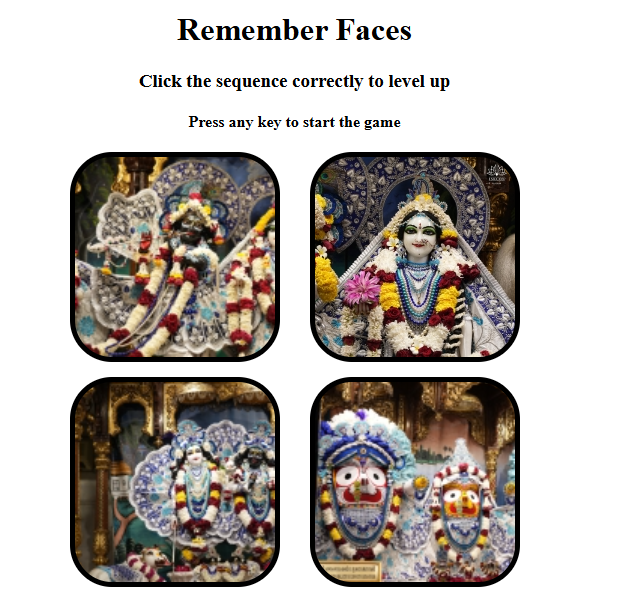 Remember Faces
Click the sequence correctly to level up
Press any key to start the game